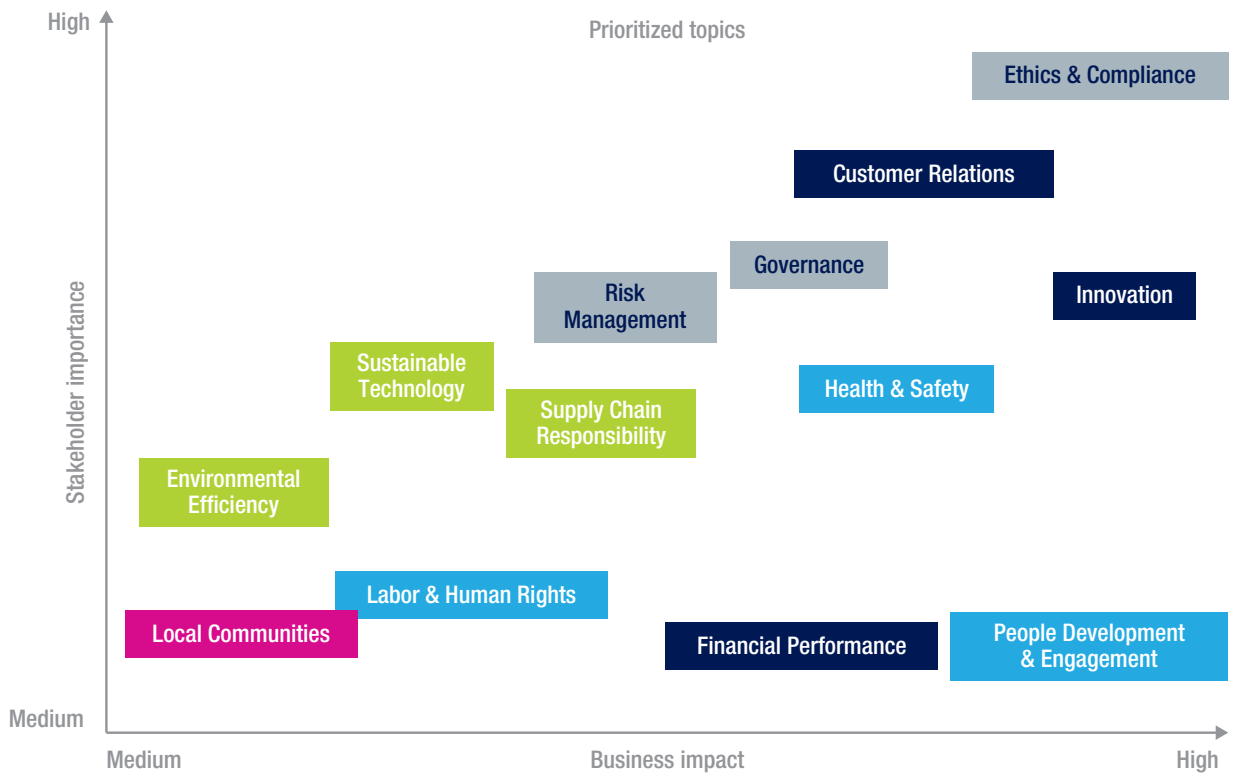 High
Prioritized topics
Ethics & Compliance
Customer Relations
Governance
Risk
Management
Innovation
Sustainable
Technology
Health & Safety
Supply Chain
Responsibility
Stakeholder importance
Environmental
Efficiency
Labor & Human Rights
Local Communities
Financial Performance
People Development
& Engagement
Medium
Medium
Business impact
High